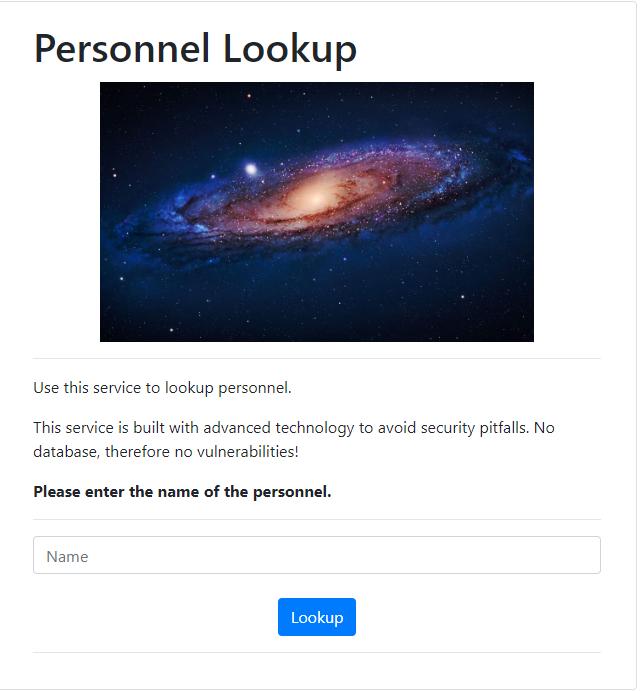 Personnel Lookup
Use this service to lookup personnel.
This service is built with advanced technology to avoid security pitfalls. No
database, therefore no vulnerabilities!
Please enter the name of the personnel.
Name
Lookup